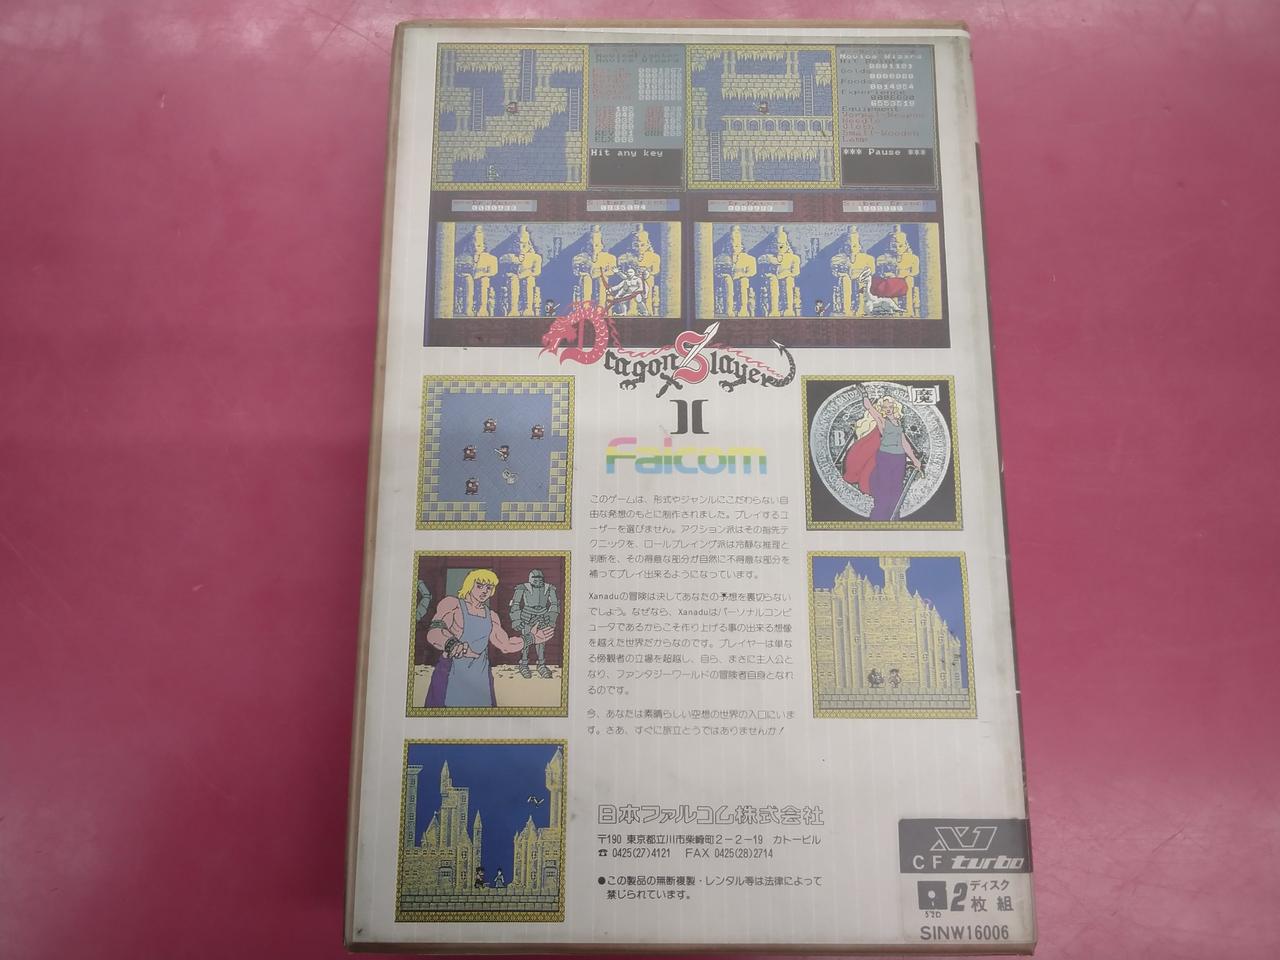 Hit any key
Novice Wizard
Gold
Food
Experience
Equipment
Needle
Cloth
Small-Wooden
Lamp
*** Pause ***
Dragon Slayer
II
Falcom
魔
B
このゲームは、形式やジャンルにこだわらない自
由な発想のもとに制作されました。プレイするユ
ーザーを選びません。アクション派はその指先テ
クニックを、ロールプレイング派は冷静な推理と
判断を、その得意な部分が自然に不得意な部分を
補ってプレイ出来るようになっています。
Xanaduの冒険は決してあなたの予想を裏切らない
でしょう。なぜなら、Xanaduはパーソナルコンピ
ュータであるからこそ作り上げる事の出来る想像
を越えた世界だからなのです。プレイヤーは単な
る傍観者の立場を超越し、自ら、まさに主人公と
なり、ファンタジーワールドの冒険者自身となれ
るのです。
今、あなたは素晴らしい空想の世界の入口にいま
す。さあ、すぐに旅立とうではありませんか!
日本ファルコム株式会社
〒190 東京都立川市柴崎町2-2-19 カトービル
☎ 0425(27)4121 FAX 0425(28)2714
●この製品の無断複製・レンタル等は法律によって
禁じられています。
X1
CF turbo
ディスク
2枚組
S2D
SINW16006